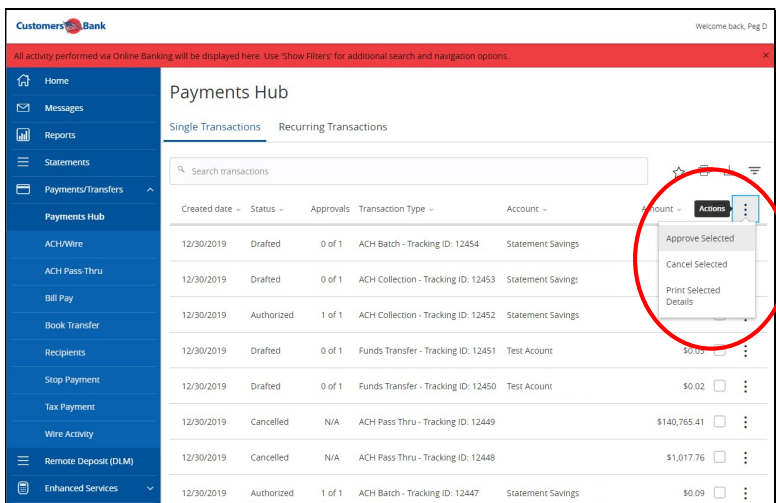 Customers Bank
Welcome back, Peg D
All activity performed via Online Banking will be displayed here. Use 'Show Filters' for additional search and navigation options.
Home
Messages
Reports
Statements
Payments/Transfers
Payments Hub
ACH/Wire
ACH Pass-Thru
Bill Pay
Book Transfer
Recipients
Stop Payment
Tax Payment
Wire Activity
Remote Deposit (DLM)
Enhanced Services
Payments Hub
Single Transactions Recurring Transactions
Search transactions
Created date Status Approvals Transaction Type Account Amount Actions
Approve Selected
Cancel Selected
Print Selected
Details
12/30/2019 Drafted 0 of 1 ACH Batch - Tracking ID: 12454 Statement Savings
12/30/2019 Drafted 0 of 1 ACH Collection - Tracking ID: 12453 Statement Savings
12/30/2019 Authorized 1 of 1 ACH Collection - Tracking ID: 12452 Statement Savings
12/30/2019 Drafted 0 of 1 Funds Transfer - Tracking ID: 12451 Test Acount $0.03
12/30/2019 Drafted 0 of 1 Funds Transfer - Tracking ID: 12450 Test Acount $0.02
12/30/2019 Cancelled N/A ACH Pass Thru - Tracking ID: 12449 $140,765.41
12/30/2019 Cancelled N/A ACH Pass Thru - Tracking ID: 12448 $1,017.76
12/30/2019 Authorized 1 of 1 ACH Batch - Tracking ID: 12447 Statement Savings $0.09